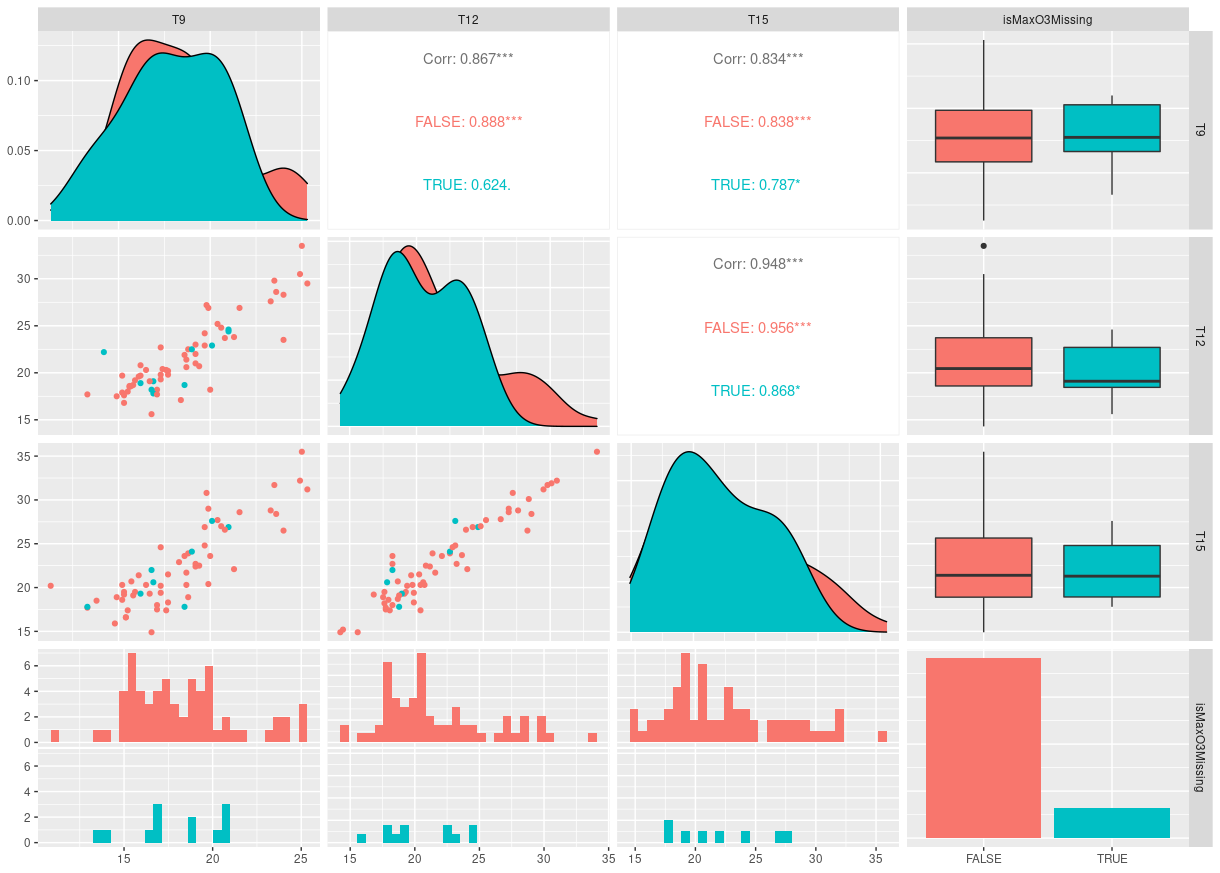 T9 T12 T15 isMaxO3Missing
0.10
0.05
0.00
Corr: 0.867***
FALSE: 0.888***
TRUE: 0.624.
Corr: 0.834***
FALSE: 0.838***
TRUE: 0.787*
T9
30
25
20
15
Corr: 0.948***
FALSE: 0.956***
TRUE: 0.868*
T12
35
30
25
20
15
T15
6
4
2
0
6
4
2
0
isMaxO3Missing
15 20 25 15 20 25 30 35 15 20 25 30 35 FALSE TRUE